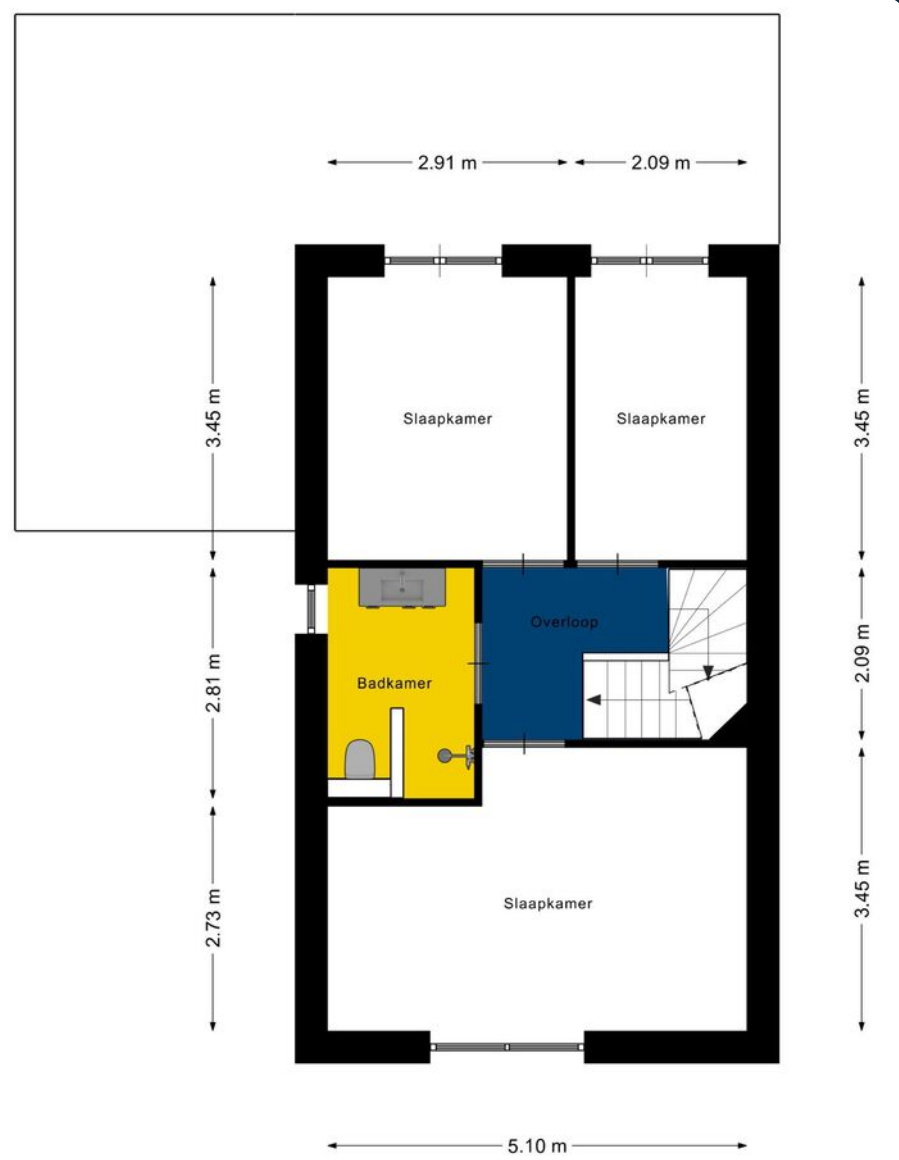 2.91 m
2.09 m
3.45 m
3.45 m
Slaapkamer
Slaapkamer
Overloop
2.09 m
2.81 m
Badkamer
3.45 m
2.73 m
Slaapkamer
5.10 m